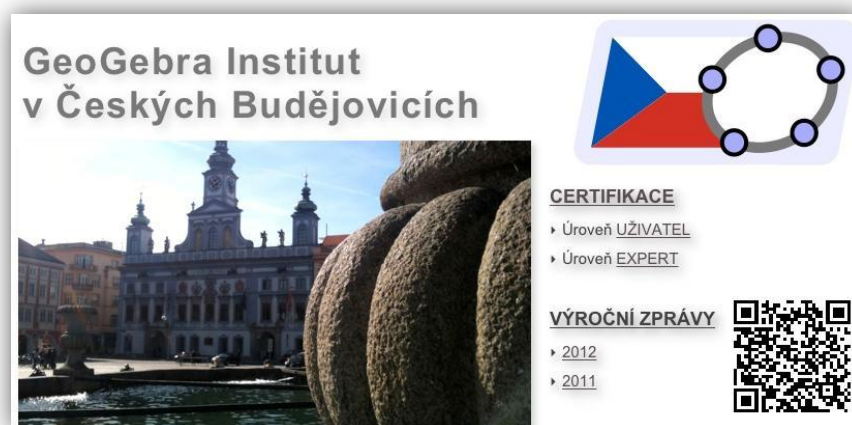 GeoGebra Institut
v Českých Budějovicích
CERTIFIKACE
Úroveň UŽIVATEL
Úroveň EXPERT
VÝROČNÍ ZPRÁVY
2012
2011